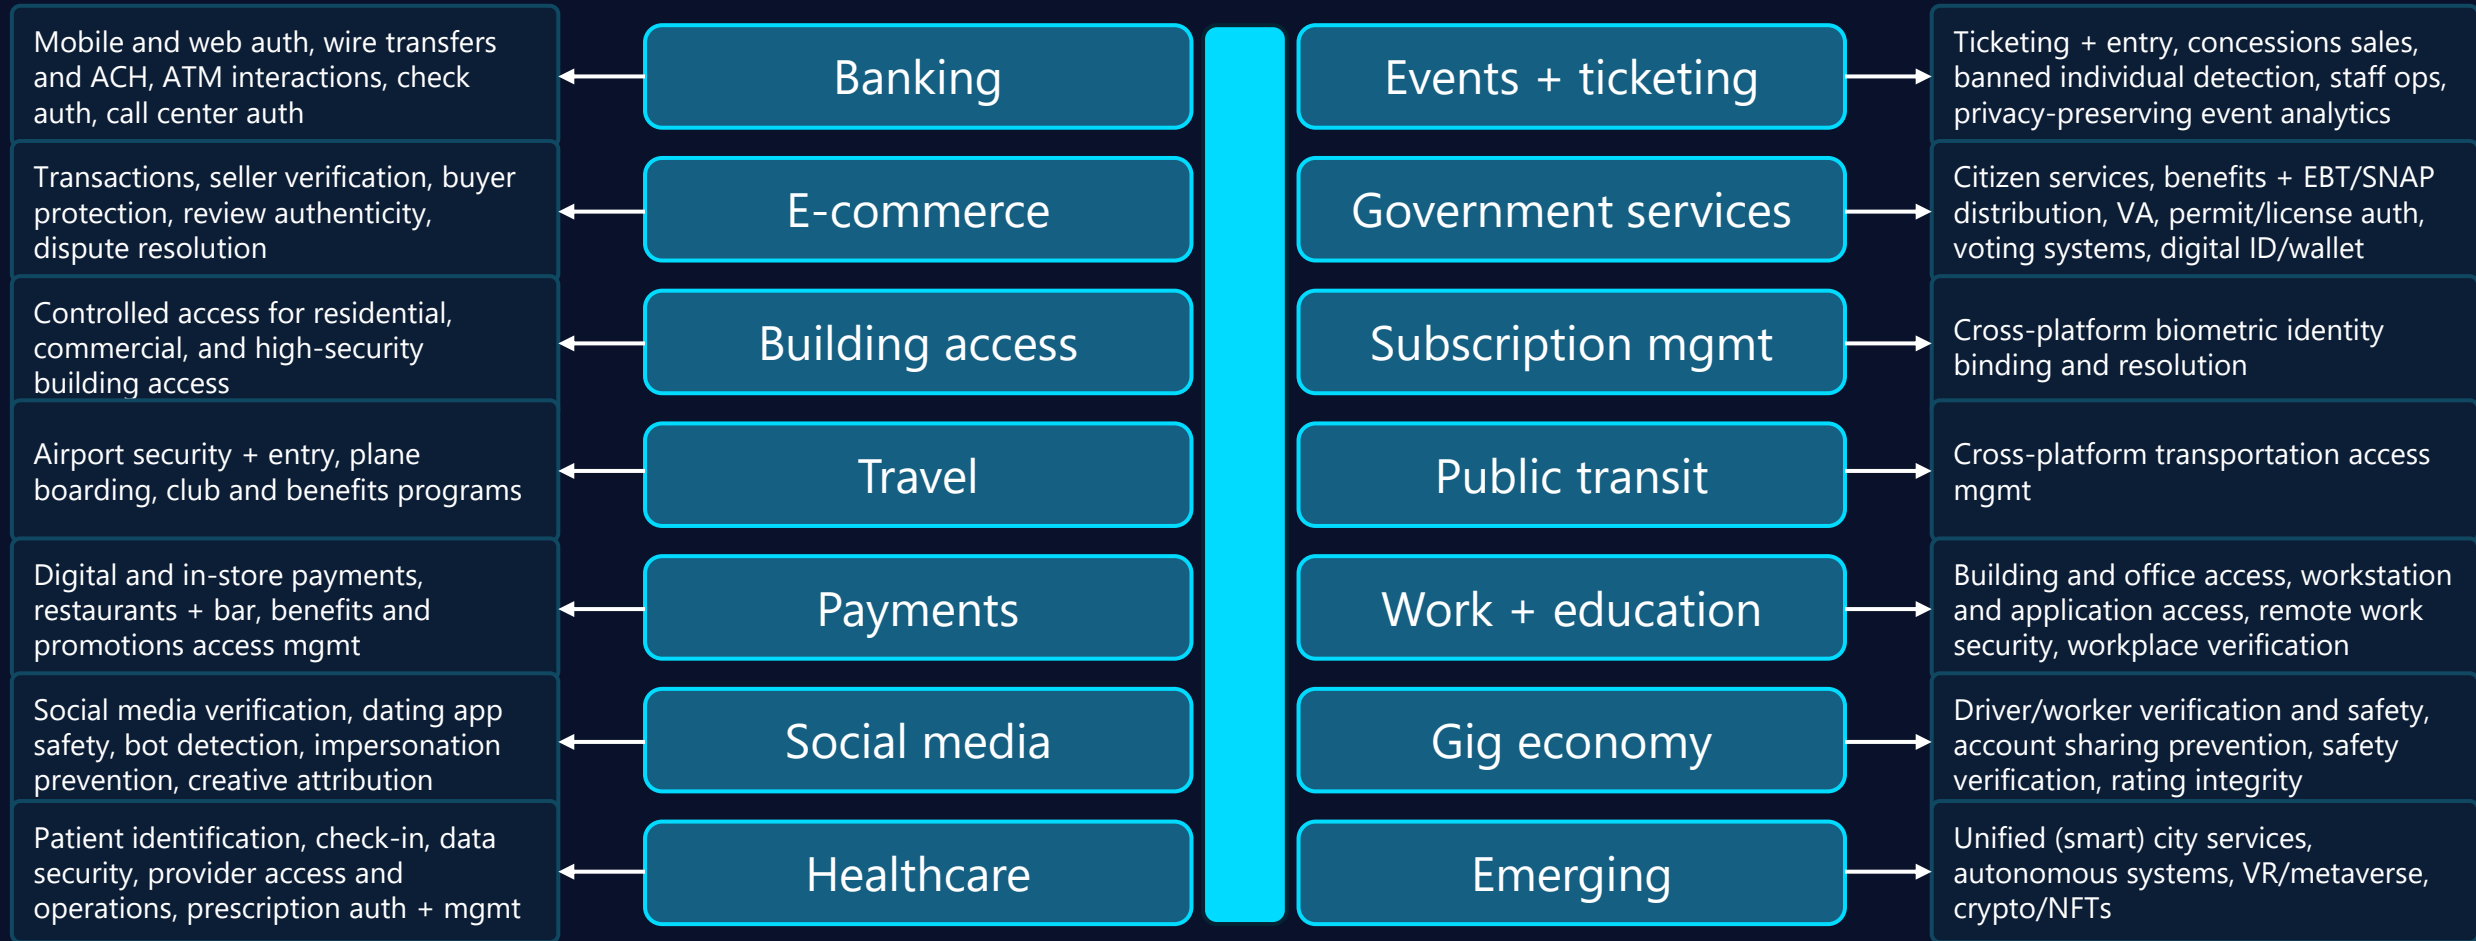 Mobile and web auth, wire transfers
and ACH, ATM interactions, check
auth, call center auth
Banking
Events + ticketing
Ticketing + entry, concessions sales,
banned individual detection, staff ops,
privacy-preserving event analytics
Transactions, seller verification, buyer
protection, review authenticity,
dispute resolution
E-commerce
Government services
Citizen services, benefits + EBT/SNAP
distribution, VA, permit/license auth,
voting systems, digital ID/wallet
Controlled access for residential,
commercial, and high-security
building access
Building access
Subscription mgmt
Cross-platform biometric identity
binding and resolution
Airport security + entry, plane
boarding, club and benefits programs
Travel
Public transit
Cross-platform transportation access
mgmt
Digital and in-store payments,
restaurants + bar, benefits and
promotions access mgmt
Payments
Work + education
Building and office access, workstation
and application access, remote work
security, workplace verification
Social media verification, dating app
safety, bot detection, impersonation
prevention, creative attribution
Social media
Gig economy
Driver/worker verification and safety,
account sharing prevention, safety
verification, rating integrity
Patient identification, check-in, data
security, provider access and
operations, prescription auth + mgmt
Healthcare
Emerging
Unified (smart) city services,
autonomous systems, VR/metaverse,
crypto/NFTs